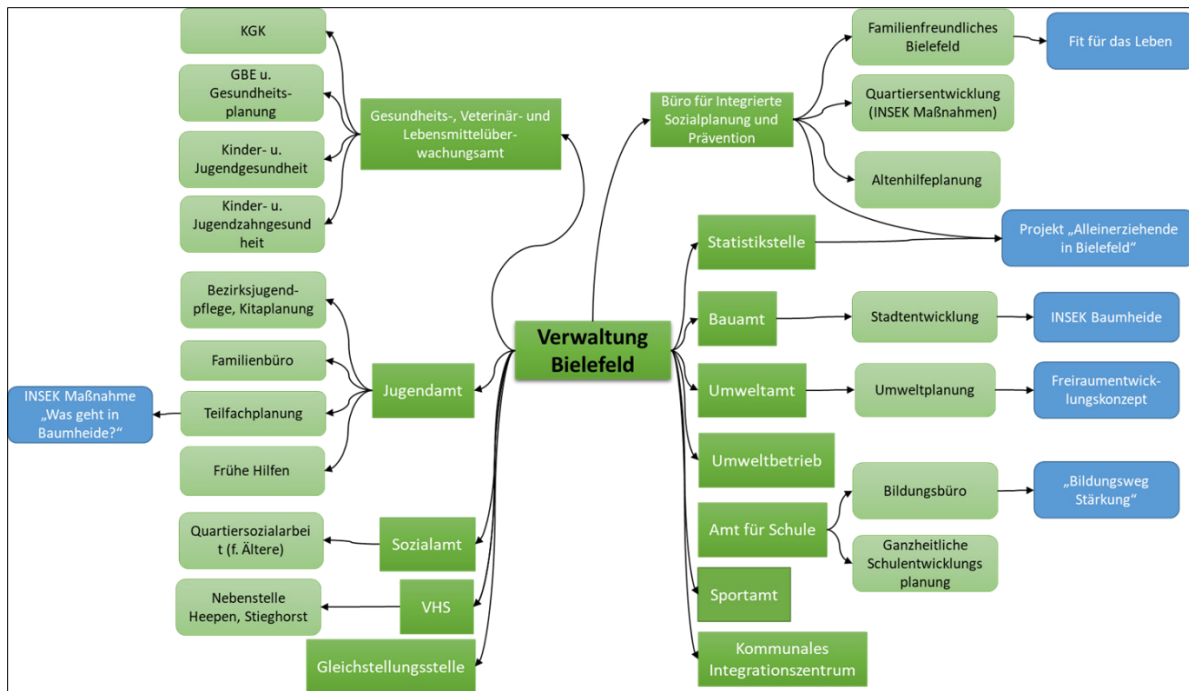 KGK
GBE u.
Gesundheits-
planung
Kinder- u.
Jugendgesundheit
Kinder- u.
Jugendzahngesund
heit
Gesundheits-, Veterinär- und
Lebensmittelüber-
wachungsamt
Bezirksjugend-
pflege, Kitaplanung
Familienbüro
Teilfachplanung
Frühe Hilfen
Jugendamt
INSEK Maßnahme
„Was geht in
Baumheide?“
Quartiersozialarbei
t (f. Ältere)
Sozialamt
Nebenstelle
Heepen, Stieghorst
VHS
Gleichstellungsstelle
Verwaltung
Bielefeld
Büro für Integrierte
Sozialplanung und
Prävention
Familienfreundliches
Bielefeld
Fit für das Leben
Quartiersentwicklung
(INSEK Maßnahmen)
Altenhilfeplanung
Statistikstelle
Projekt „Alleinerziehende
in Bielefeld“
Bauamt
Stadtentwicklung
INSEK Baumheide
Umweltamt
Umweltplanung
Freiraumentwick-
lungskonzept
Umweltbetrieb
Amt für Schule
Bildungsbüro
„Bildungsweg
Stärkung“
Ganzheitliche
Schulentwicklungs
planung
Sportamt
Kommunales
Integrationszentrum